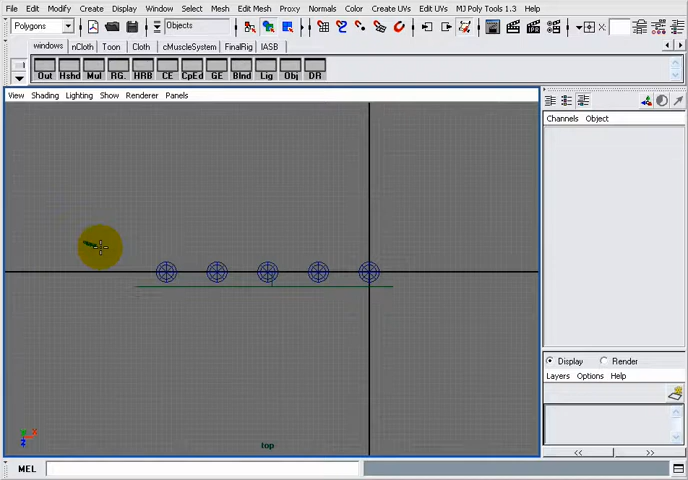 File Edit Modify Create Display Window Select Mesh Edit Mesh Proxy Normals Color Create UVs Edit UVs MJ Poly Tools 1.3 Help
Polygons Objects X:
windows nCloth Toon Cloth cMuscleSystem FinalRig IASB
Out Hshd Mul RG. HRB CE CpEd GE Blnd Lig Obj DR
View Shading Lighting Show Renderer Panels
Channels Object
Display Render
Layers Options Help
top
<< >>
MEL